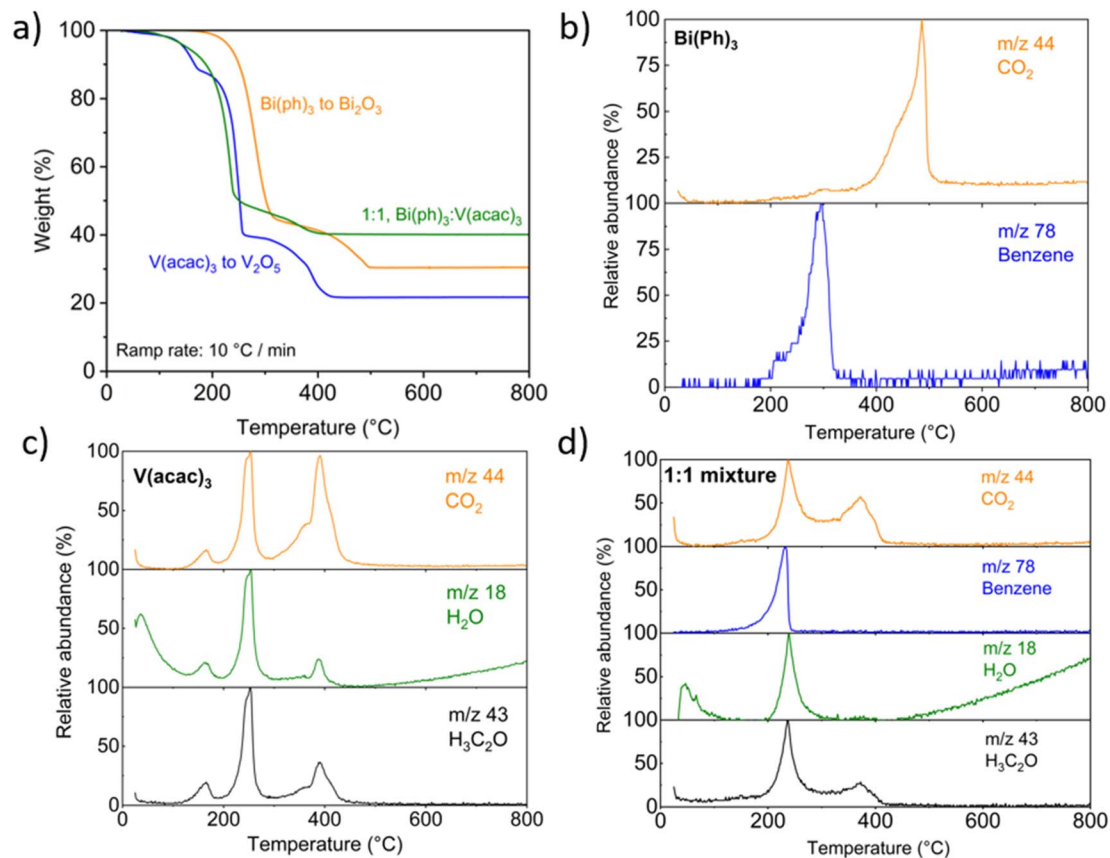 a)
100
80
60
40
20
0
Weight (%)
Bi(ph)3 to Bi2O3
1:1, Bi(ph)3:V(acac)3
V(acac)3 to V2O5
Ramp rate: 10 °C / min
0 200 400 600 800
Temperature (°C)
b)
Bi(Ph)₃
m/z 44
CO₂
100
75
50
25
100
m/z 78
Benzene
75
50
25
0
Relative abundance (%)
0 200 400 600 800
Temperature (°C)
c)
V(acac)₃
m/z 44
CO₂
100
50
100
m/z 18
H₂O
50
100
m/z 43
H₃C₂O
50
0
Relative abundance (%)
0 200 400 600 800
Temperature (°C)
d)
1:1 mixture
m/z 44
CO₂
100
50
100
m/z 78
Benzene
50
100
m/z 18
H₂O
50
100
m/z 43
H₃C₂O
50
0
Relative abundance (%)
0 200 400 600 800
Temperature (°C)